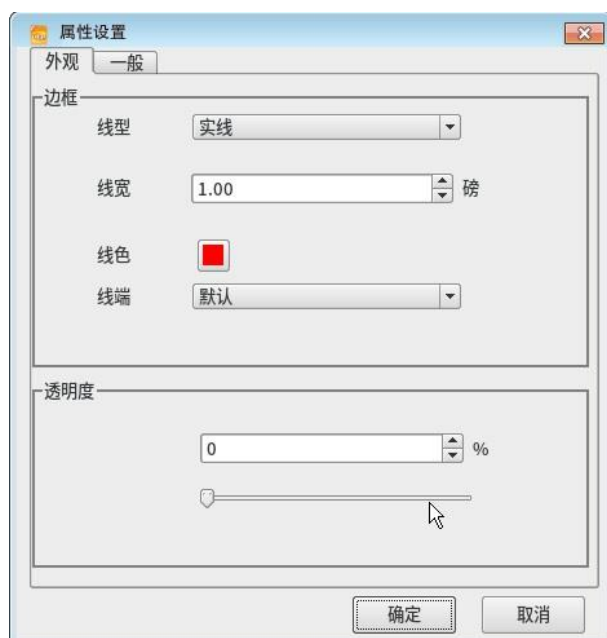 属性设置
外观 一般
边框
线型 实线
线宽 1.00 磅
线色
线端 默认
透明度
0 %
确定 取消